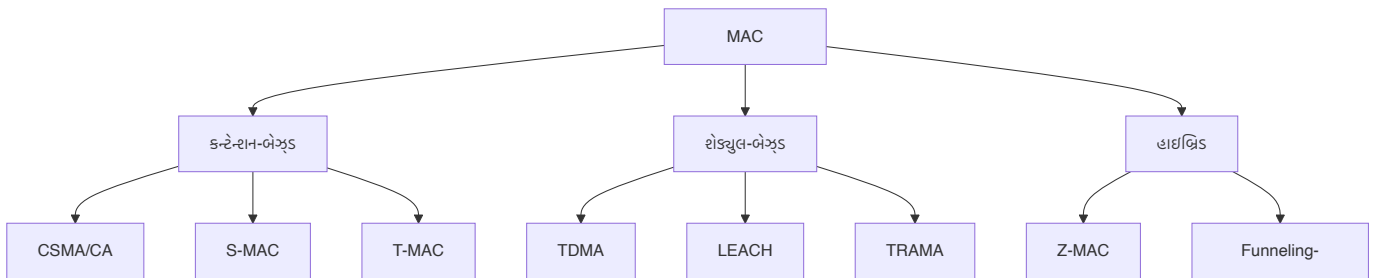 MAC
કન્ટેન્શન-બેઝ્ડ
શેડ્યુલ-બેઝ્ડ
હાઇબ્રિડ
CSMA/CA
S-MAC
T-MAC
TDMA
LEACH
TRAMA
Z-MAC
Funneling-